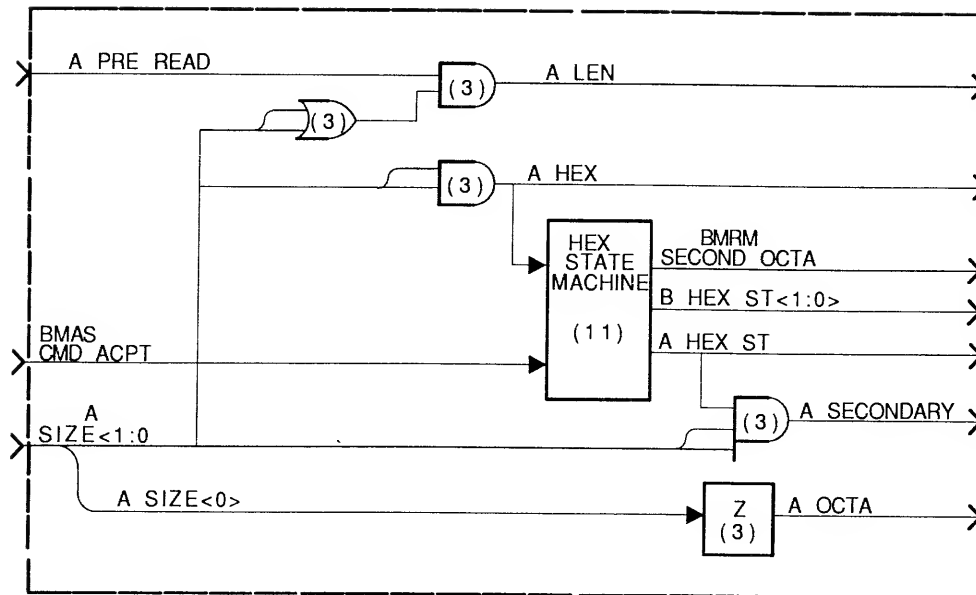 A PRE READ
(3)
A LEN
(3)
(3)
A HEX
HEX
STATE
MACHINE
(11)
BMRM
SECOND OCTA
B HEX ST<1:0>
A HEX ST
BMAS
CMD ACPT
A
SIZE<1:0
(3)
A SECONDARY
A SIZE<0>
Z
(3)
A OCTA